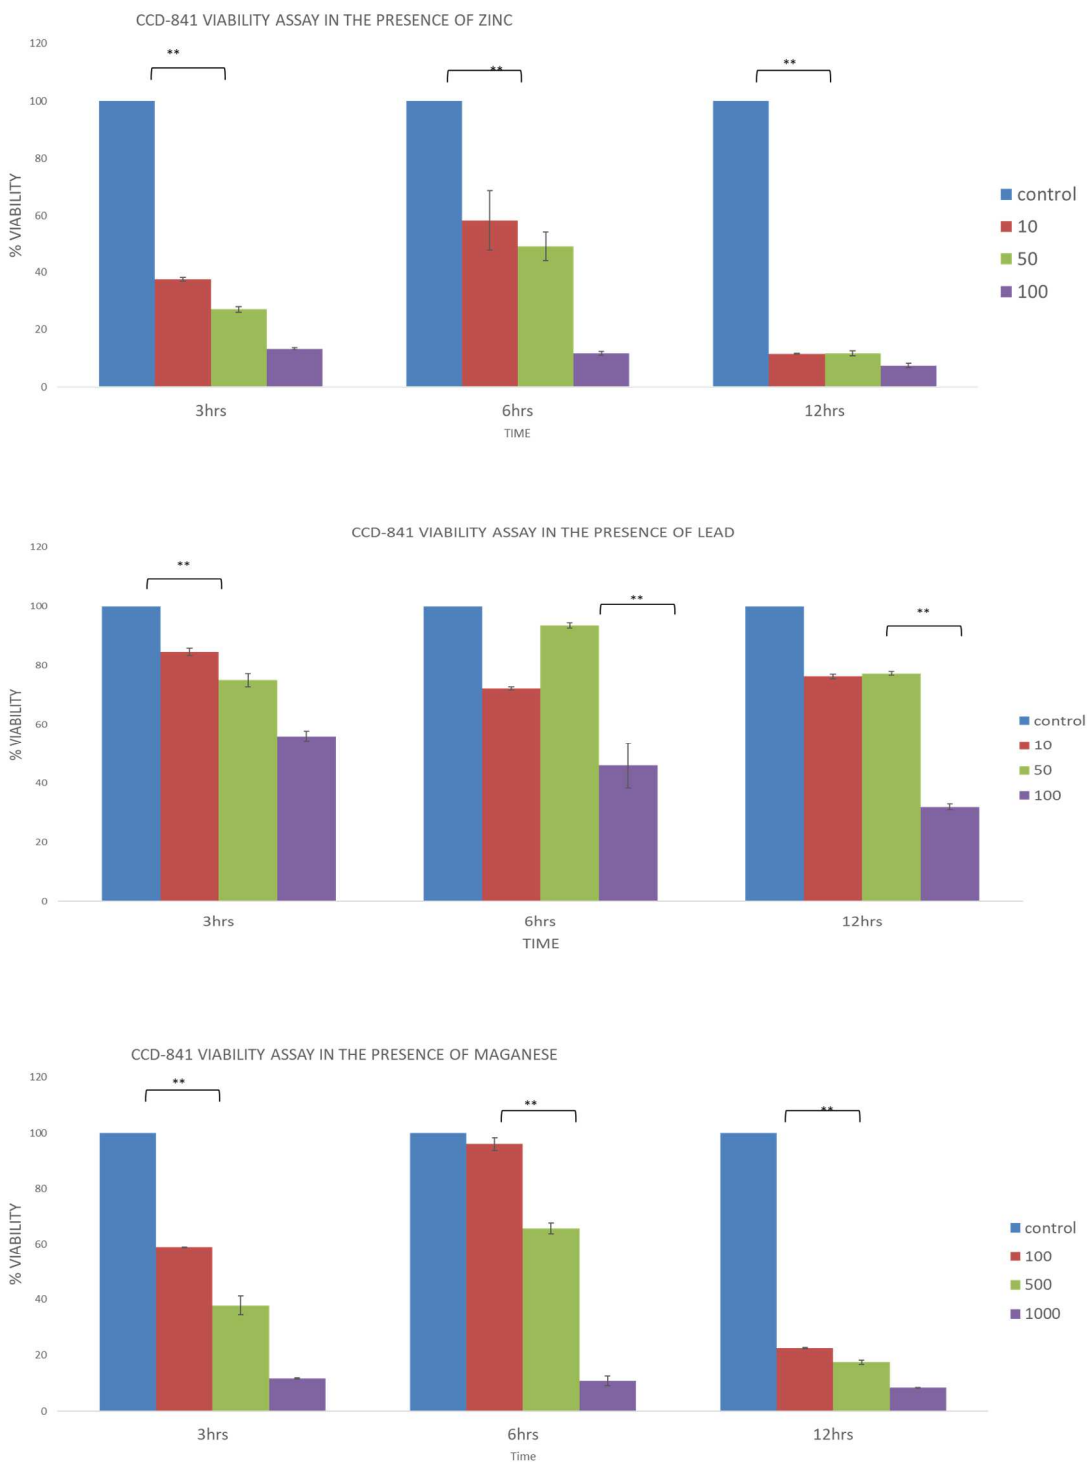 CCD-841 VIABILITY ASSAY IN THE PRESENCE OF ZINC
120
100
80
60
40
20
0
% VIABILITY
**
**
**
3hrs
6hrs
12hrs
TIME
control
10
50
100
CCD-841 VIABILITY ASSAY IN THE PRESENCE OF LEAD
120
100
80
60
40
20
0
% VIABILITY
**
**
**
3hrs
6hrs
12hrs
TIME
control
10
50
100
CCD-841 VIABILITY ASSAY IN THE PRESENCE OF MAGANESE
120
100
80
60
40
20
0
% VIABILITY
**
**
**
3hrs
6hrs
12hrs
Time
control
100
500
1000